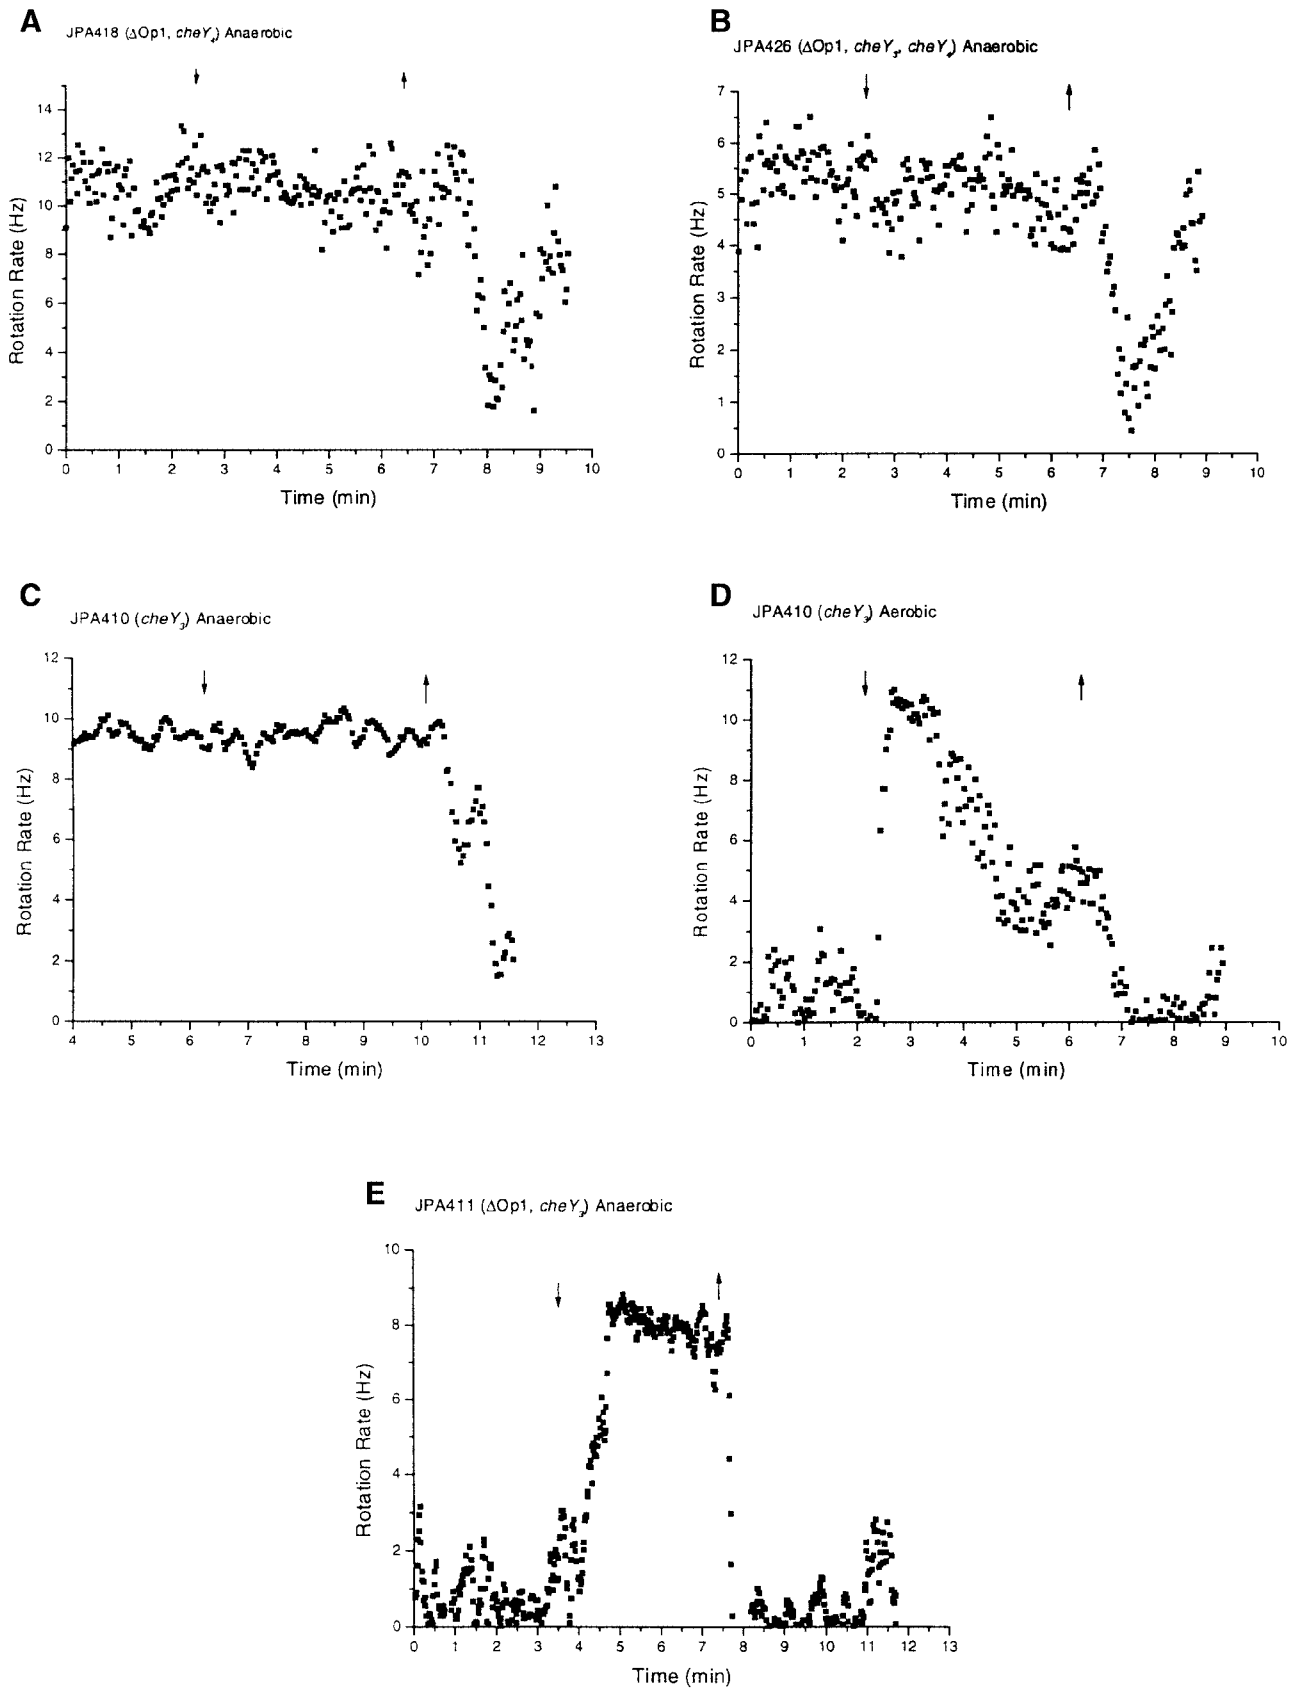 A
JPA418 (ΔOp1, cheY4) Anaerobic
14
12
10
8
6
4
2
0
Rotation Rate (Hz)
0 1 2 3 4 5 6 7 8 9 10
Time (min)
B
JPA426 (ΔOp1, cheY3, cheY4) Anaerobic
7
6
5
4
3
2
1
0
Rotation Rate (Hz)
0 1 2 3 4 5 6 7 8 9 10
Time (min)
C
JPA410 (cheY3) Anaerobic
12
10
8
6
4
2
0
Rotation Rate (Hz)
4 5 6 7 8 9 10 11 12 13
Time (min)
D
JPA410 (cheY3) Aerobic
12
10
8
6
4
2
0
Rotation Rate (Hz)
0 1 2 3 4 5 6 7 8 9 10
Time (min)
E
JPA411 (ΔOp1, cheY3) Anaerobic
10
8
6
4
2
0
Rotation Rate (Hz)
0 1 2 3 4 5 6 7 8 9 10 11 12 13
Time (min)